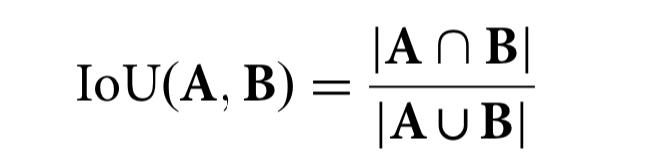 IoU(A, B) = |A ∩ B| / |A ∪ B|